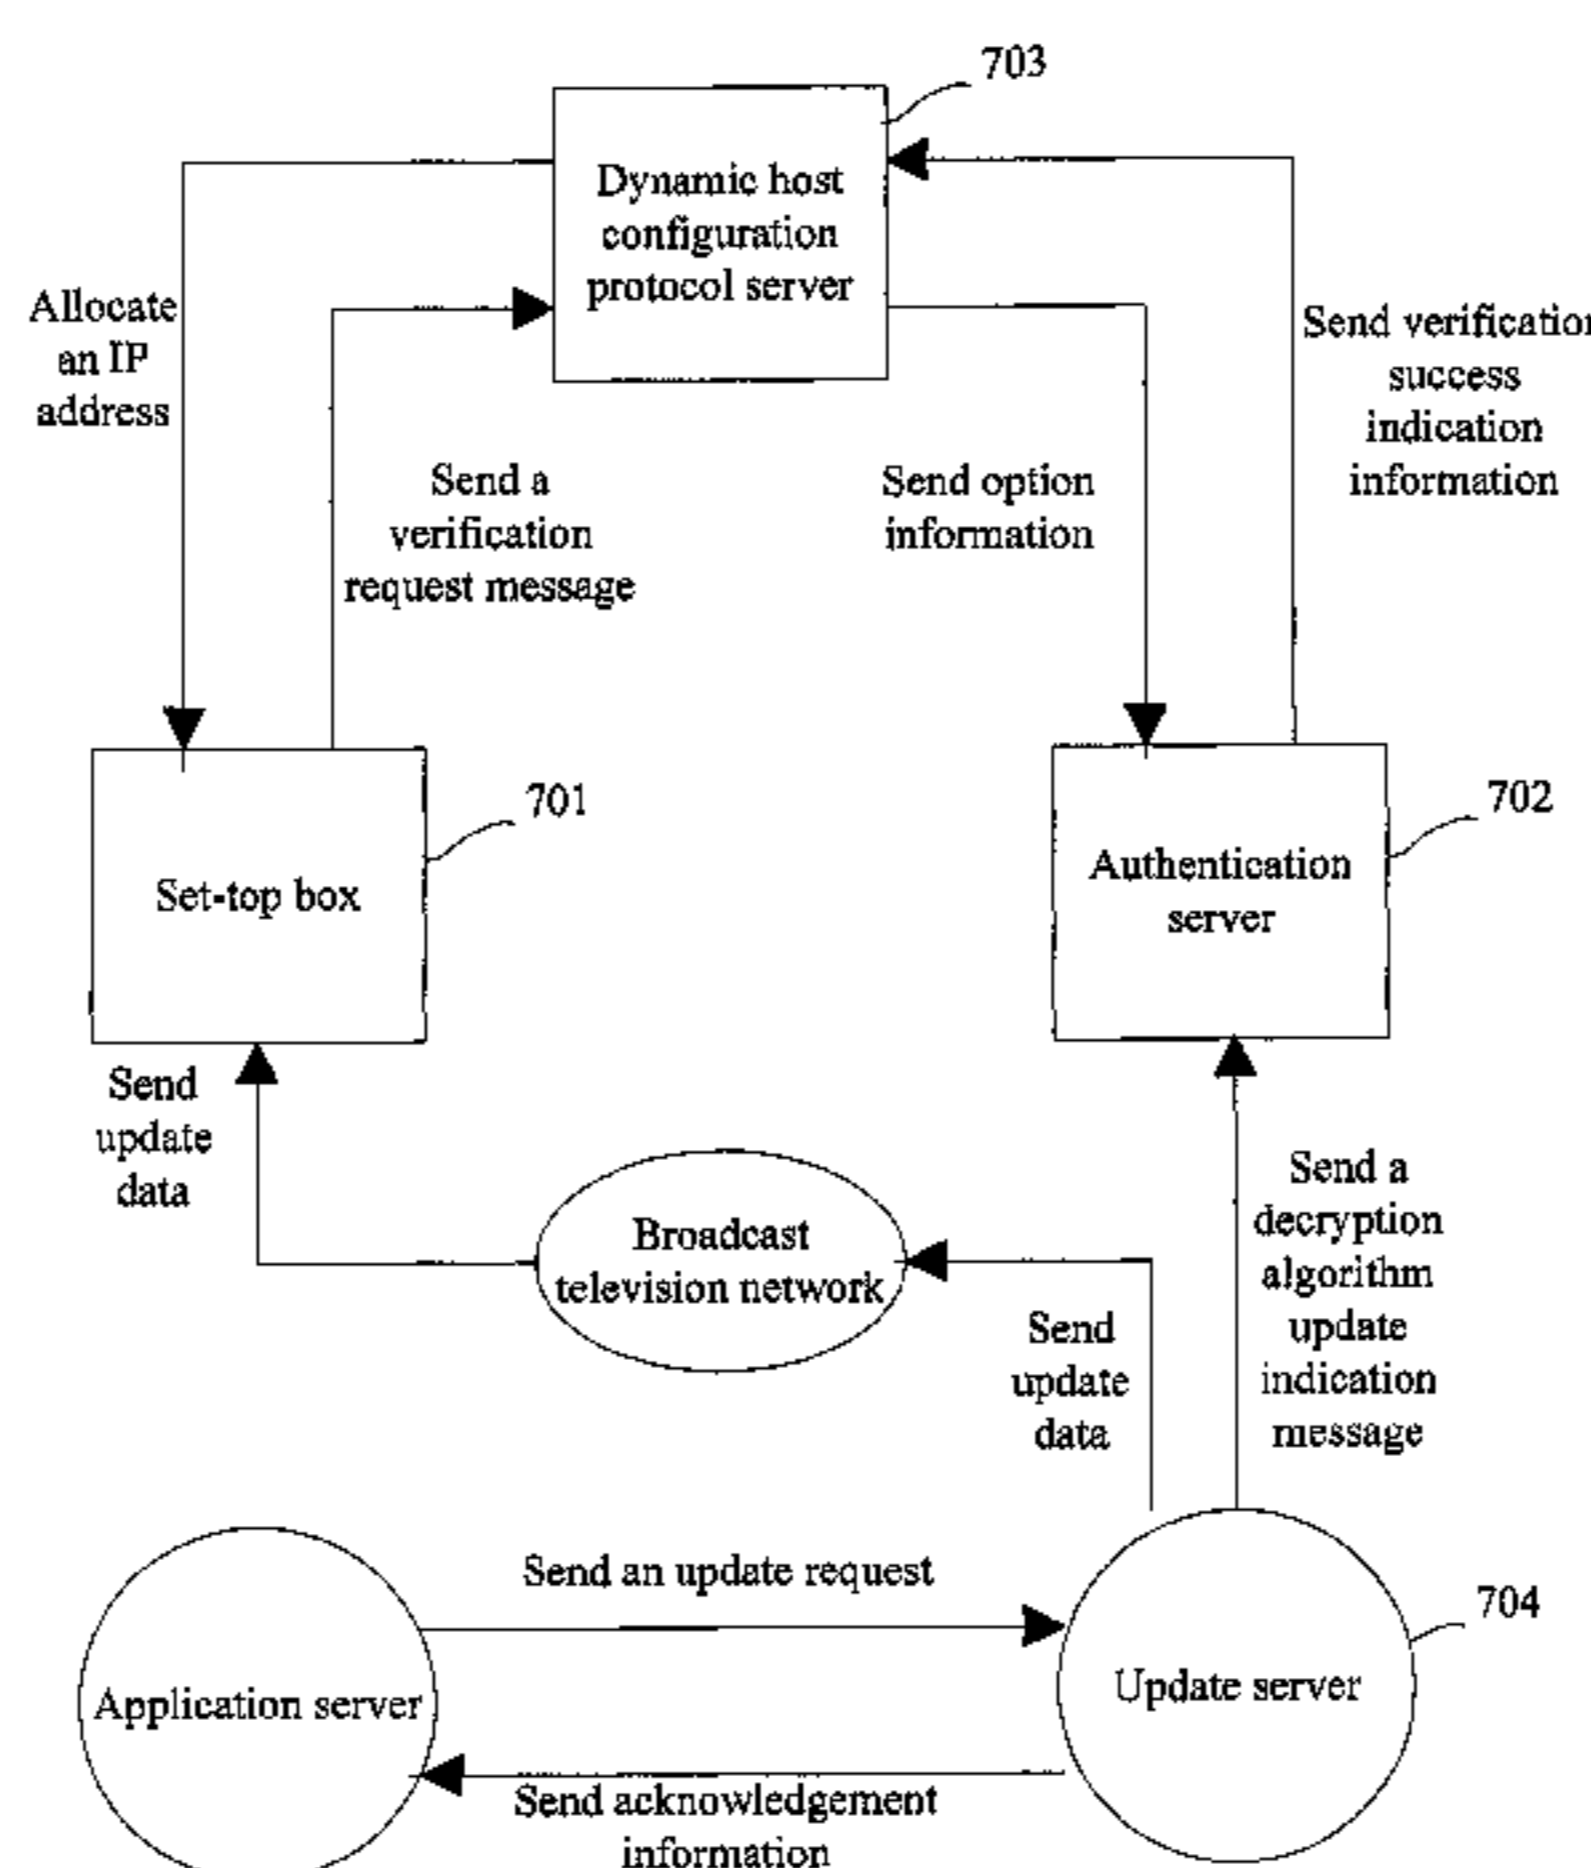 703
Dynamic host
configuration
protocol server
Allocate
an IP
address
Send a
verification
request message
Send option
information
Send verification
success
indication
information
701
Set-top box
702
Authentication
server
Send
update
data
Broadcast
television network
Send
update
data
Send a
decryption
algorithm
update
indication
message
Send an update request
704
Application server
Update server
Send acknowledgement
information